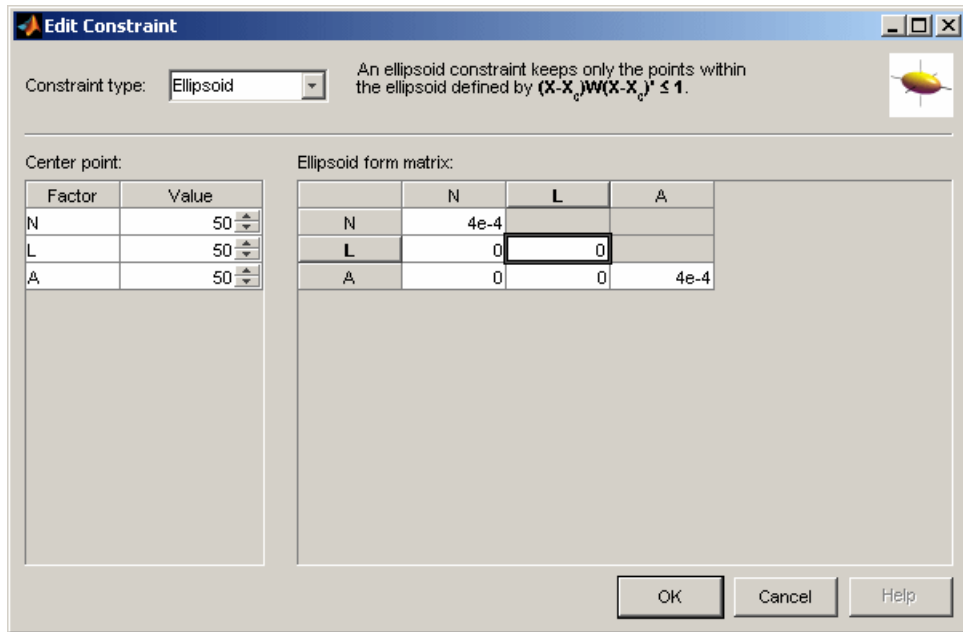 Edit Constraint
Constraint type: Ellipsoid
An ellipsoid constraint keeps only the points within
the ellipsoid defined by (X-Xc)W(X-Xc)' ≤ 1.
Center point:
Factor Value
N 50
L 50
A 50
Ellipsoid form matrix:
N L A
N 4e-4
L 0 0
A 0 0 4e-4
OK Cancel Help